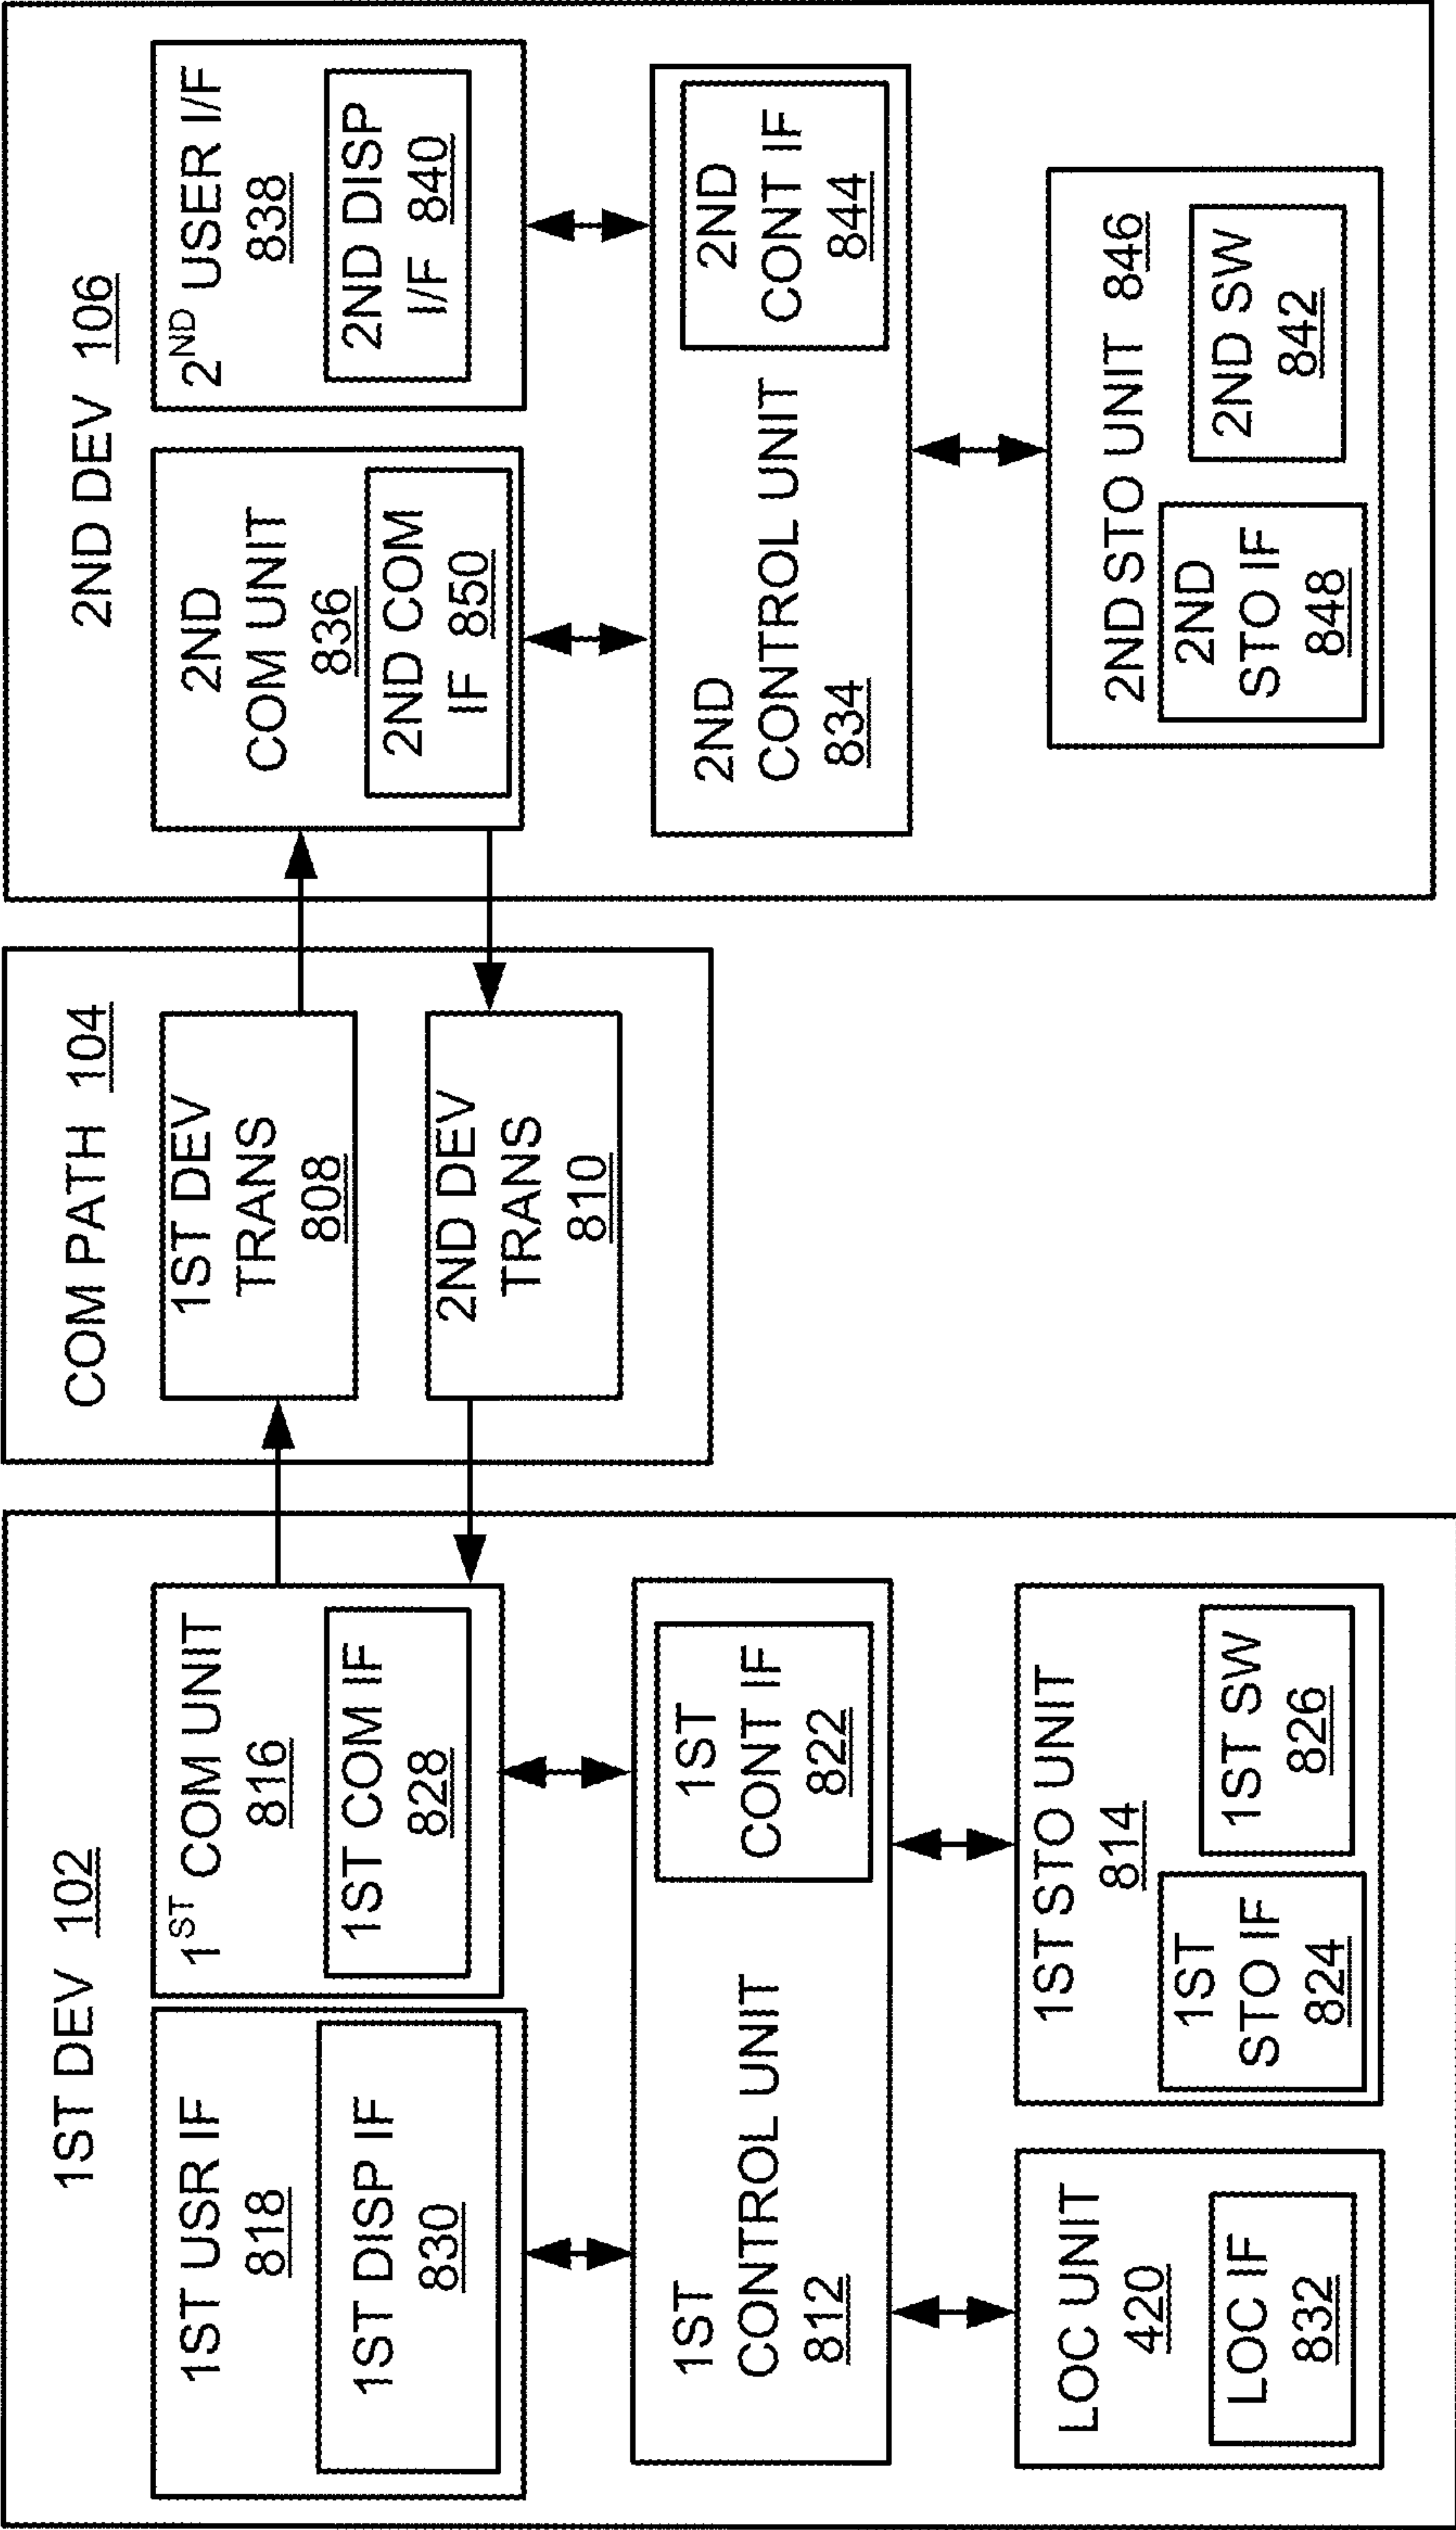 1ST DEV 102
1ST USR IF
818
1ST DISP IF
830
1ST COM UNIT
816
1ST COM IF
828
1ST
CONTROL UNIT
812
1ST
CONT IF
822
LOC UNIT
420
LOC IF
832
1ST STO UNIT
814
1ST
STO IF
824
1ST SW
826
COM PATH 104
1ST DEV
TRANS
808
2ND DEV
TRANS
810
2ND DEV 106
2ND
COM UNIT
836
2ND COM
IF 850
2ND USER I/F
838
2ND DISP
I/F 840
2ND
CONTROL UNIT
834
2ND
CONT IF
844
2ND STO UNIT 846
2ND
STO IF
848
2ND SW
842